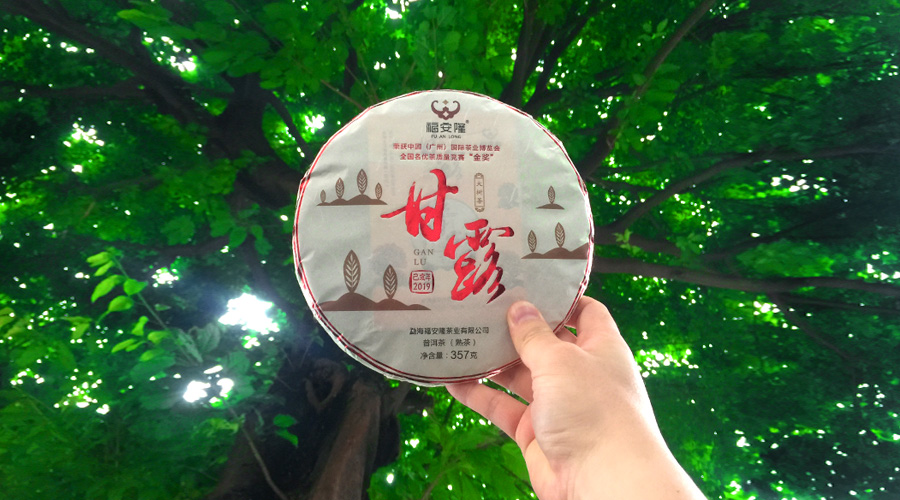 福安隆®
FU AN LONG
荣获中国（广州）国际茶业博览会
全国名优茶质量竞赛“金奖”
大树茶
甘露
GAN
LU
己亥年
2019
勐海福安隆茶业有限公司
普洱茶（熟茶）
净含量：357克